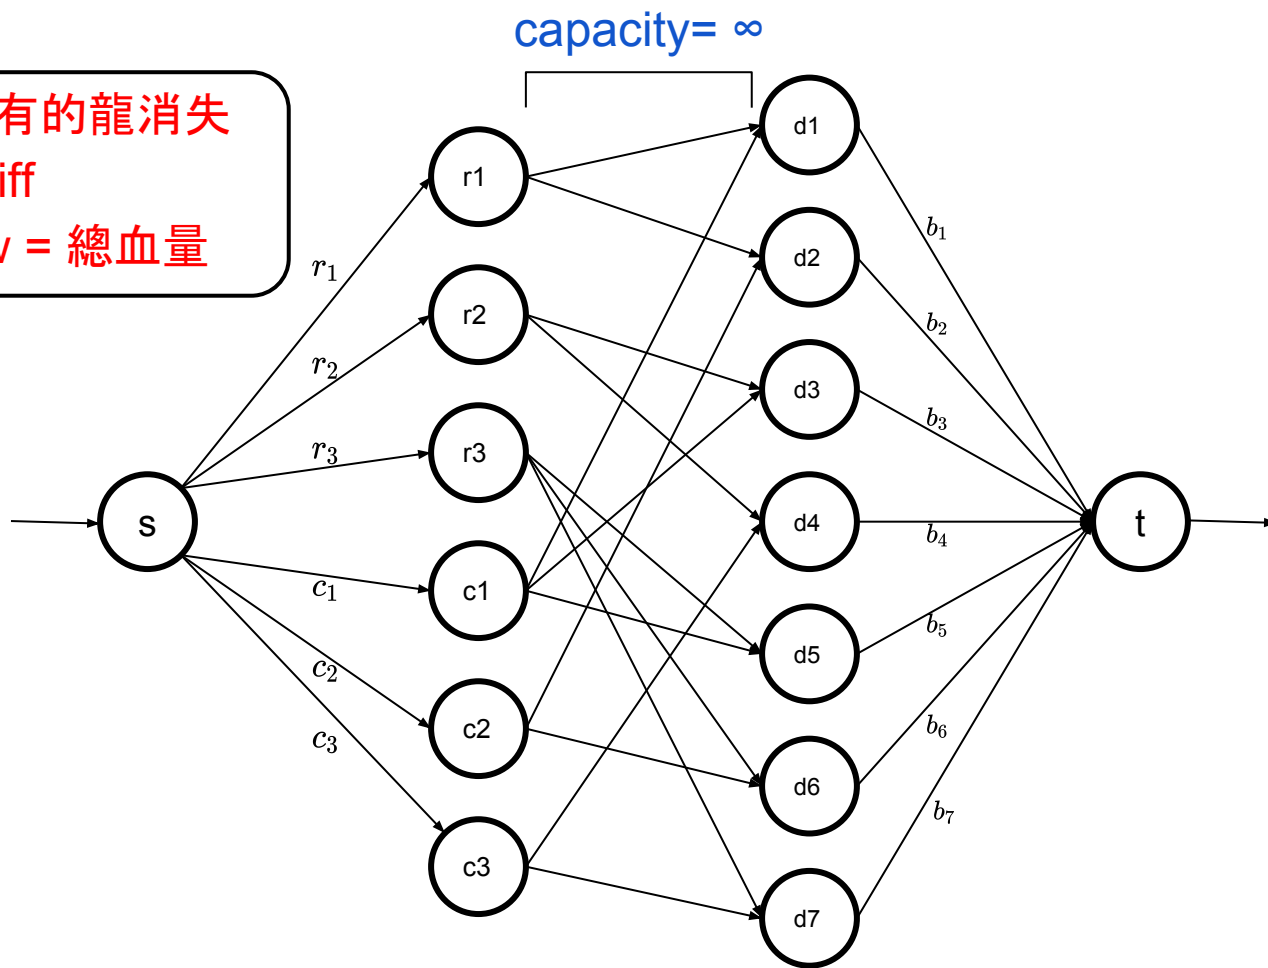 capacity= ∞
有的龍消失
iff
= 總血量
r1
r2
r3
c1
c2
c3
d1
d2
d3
d4
d5
d6
d7
s
t
r₁
r₂
r₃
c₁
c₂
c₃
b₁
b₂
b₃
b₄
b₅
b₆
b₇